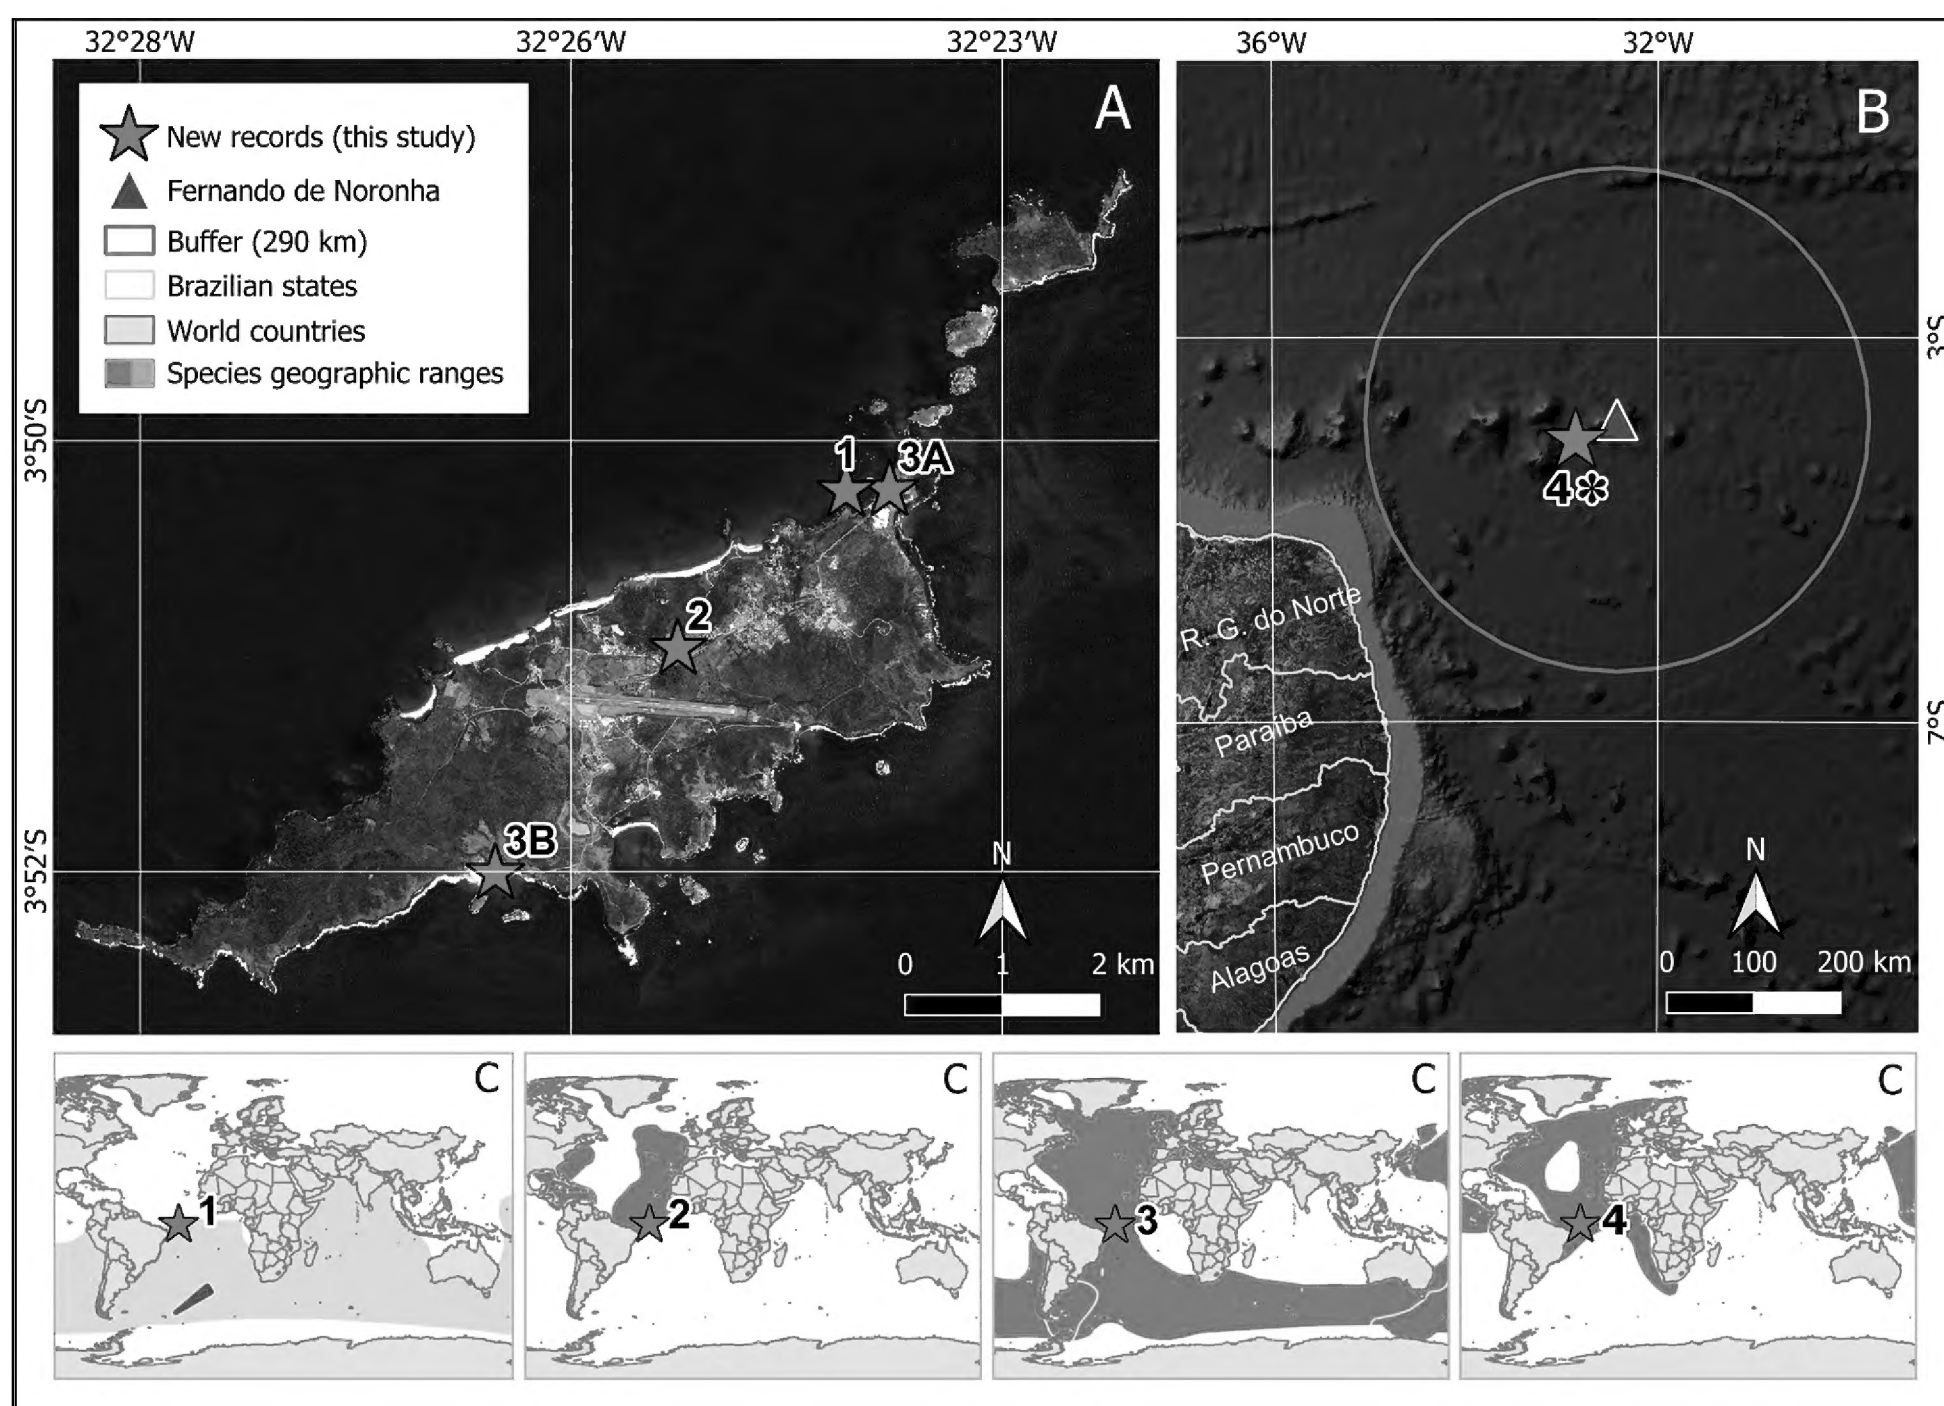 32°28′W 32°26′W 32°23′W 36°W 32°W
A
B
New records (this study)
Fernando de Noronha
Buffer (290 km)
Brazilian states
World countries
Species geographic ranges
3°S
3°50′S
1 3A
4✽
2
R. G. do Norte
7°S
Paraíba
3B
Pernambuco
3°52′S
N
N
Alagoas
0 1 2 km
0 100 200 km
C C C C
1 2 3 4